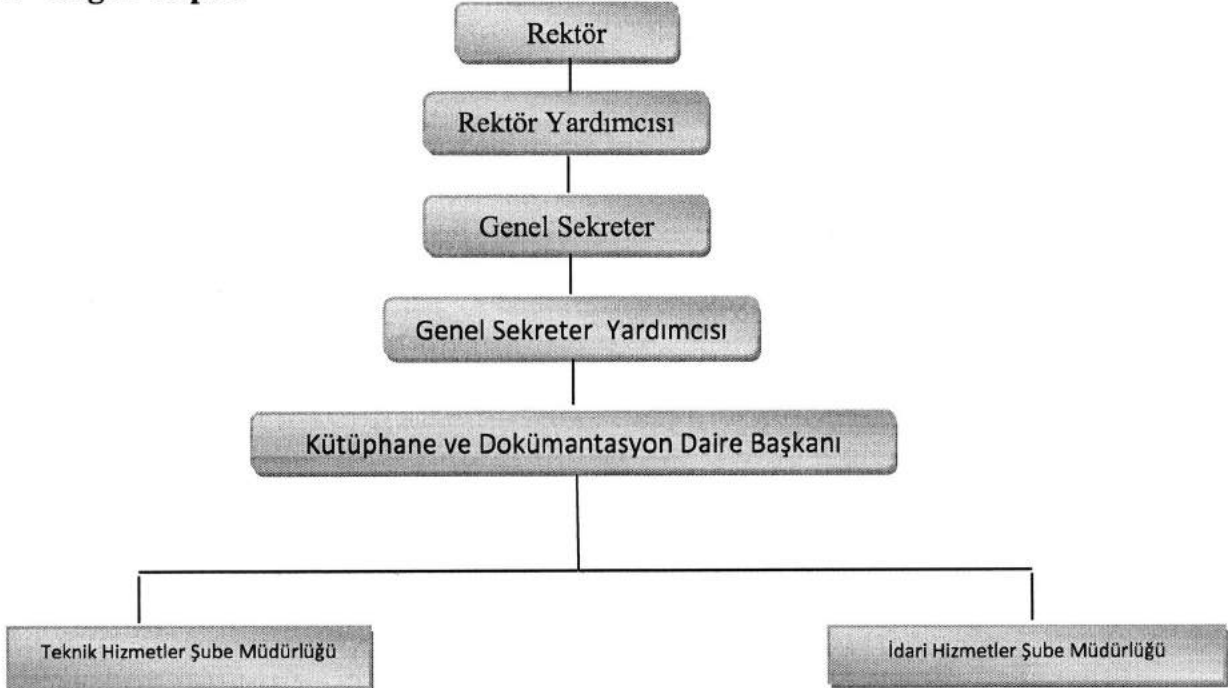 Rektör
Rektör Yardımcısı
Genel Sekreter
Genel Sekreter Yardımcısı
Kütüphane ve Dokümantasyon Daire Başkanı
Teknik Hizmetler Şube Müdürlüğü
İdari Hizmetler Şube Müdürlüğü